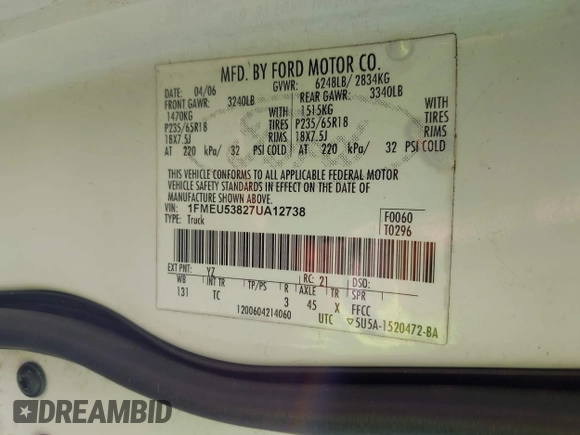 MFD. BY FORD MOTOR CO.
DATE: 04/06 GVWR: 6248LB/ 2834KG
FRONT GAWR: 3240LB REAR GAWR: 3340LB
1470KG WITH 1515KG WITH
P235/65R18 TIRES P235/65R18 TIRES
18X7.5J RIMS 18X7.5J RIMS
AT 220 kPa/ 32 PSI COLD AT 220 kPa/ 32 PSI COLD
THIS VEHICLE CONFORMS TO ALL APPLICABLE FEDERAL MOTOR
VEHICLE SAFETY STANDARDS IN EFFECT ON THE DATE OF
MANUFACTURE SHOWN ABOVE.
VIN: 1FMEU53827UA12738 F0060
TYPE: Truck T0296
EXT PNT: YZ RC: 21 DSO:
WB INT TR TP/PS R AXLE TR SPR
131 TC 3 45 X FFCC
1200604214060 UTC ▽5U5A-1520472-BA
DREAMBID